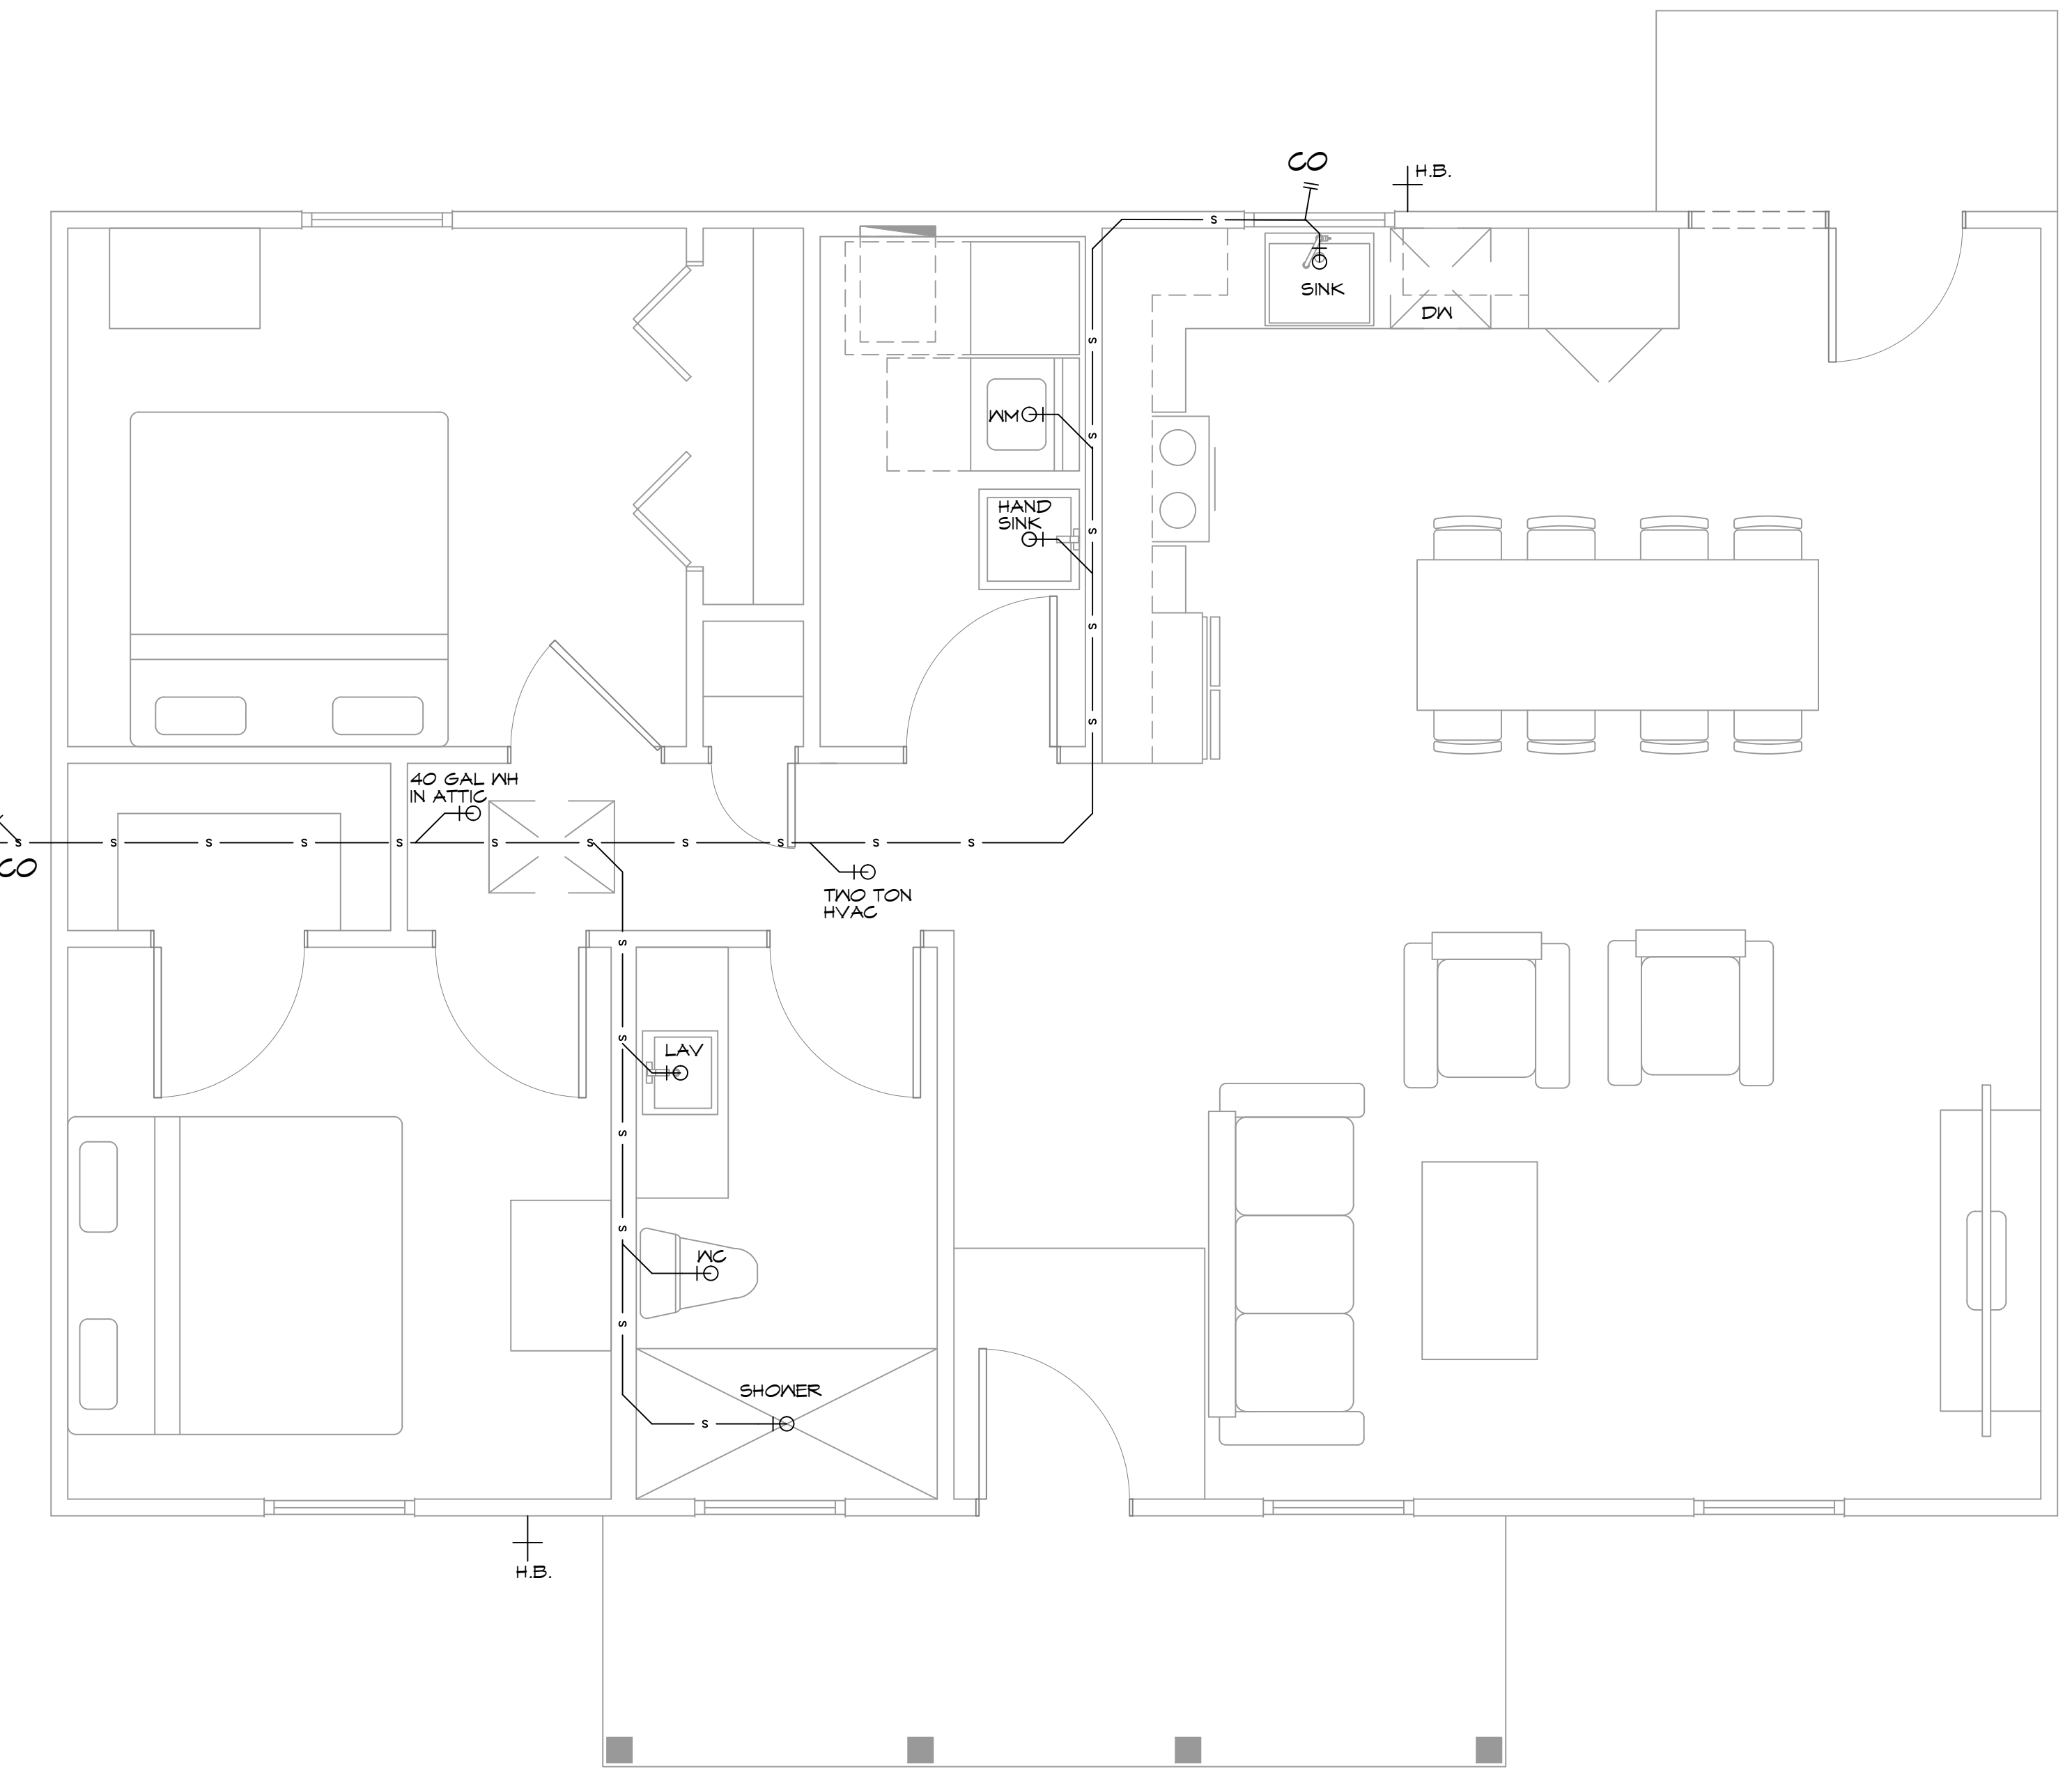 CO
H.B.
SINK
DW
WM
HAND
SINK
40 GAL WH
IN ATTIC
S S S S S S S S S S
CO
TWO TON
HVAC
S
S
S
S
S
S
S
S
S
S
S
LAV
WC
SHOWER
S
H.B.